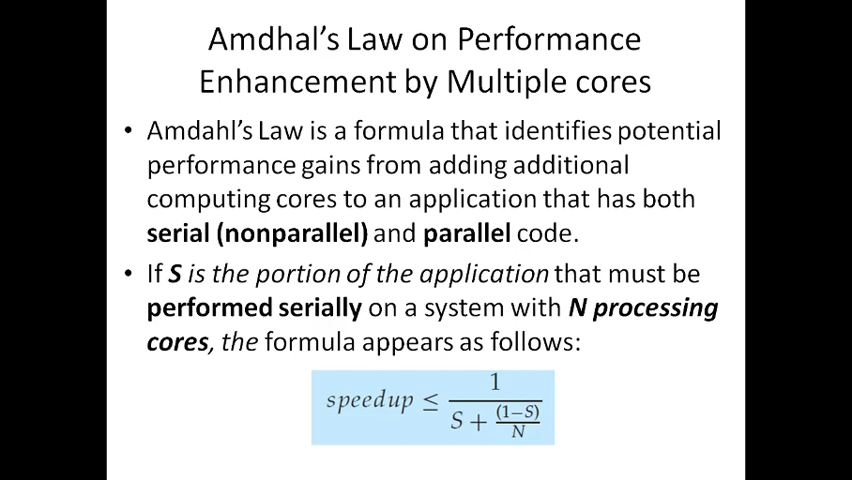 Amdhal's Law on Performance
Enhancement by Multiple cores
• Amdahl's Law is a formula that identifies potential
performance gains from adding additional
computing cores to an application that has both
serial (nonparallel) and parallel code.
• If S is the portion of the application that must be
performed serially on a system with N processing
cores, the formula appears as follows:
speedup ≤ 1 / (S + (1−S)/N)